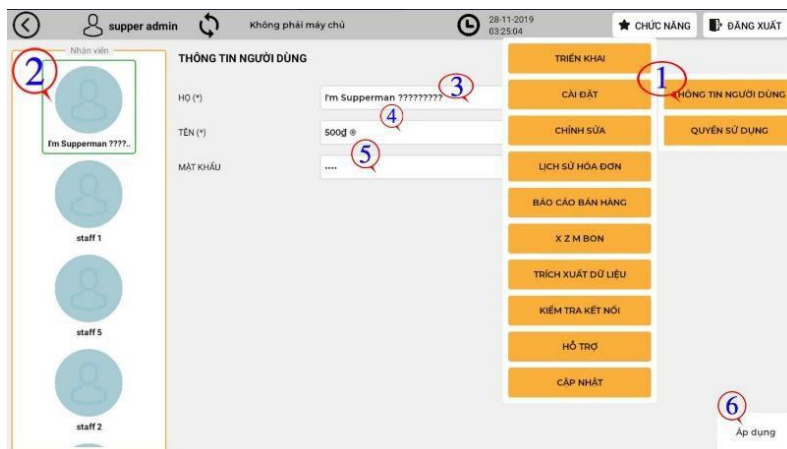 supper admin
Không phải máy chủ
28-11-2019
03:25:04
CHỨC NĂNG
ĐĂNG XUẤT
Nhân viên
2
I'm Supperman ????..
staff 1
staff 5
staff 2
THÔNG TIN NGƯỜI DÙNG
HỌ (*)
I'm Supperman ?????????
3
TÊN (*)
500₫ ®
4
MẬT KHẨU
....
5
TRIỂN KHAI
CÀI ĐẶT
CHỈNH SỬA
LỊCH SỬ HÓA ĐƠN
BÁO CÁO BÁN HÀNG
X Z M BON
TRÍCH XUẤT DỮ LIỆU
KIỂM TRA KẾT NỐI
HỖ TRỢ
CẬP NHẬT
1
THÔNG TIN NGƯỜI DÙNG
QUYỀN SỬ DỤNG
6
Áp dụng